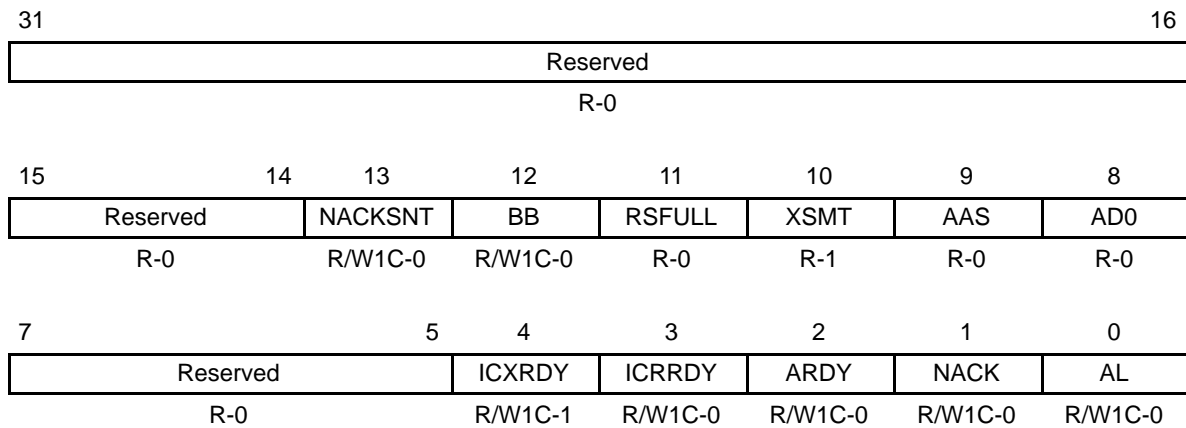 31 16
Reserved
R-0
15 14 13 12 11 10 9 8
Reserved NACKSNT BB RSFULL XSMT AAS AD0
R-0 R/W1C-0 R/W1C-0 R-0 R-1 R-0 R-0
7 5 4 3 2 1 0
Reserved ICXRDY ICRRDY ARDY NACK AL
R-0 R/W1C-1 R/W1C-0 R/W1C-0 R/W1C-0 R/W1C-0